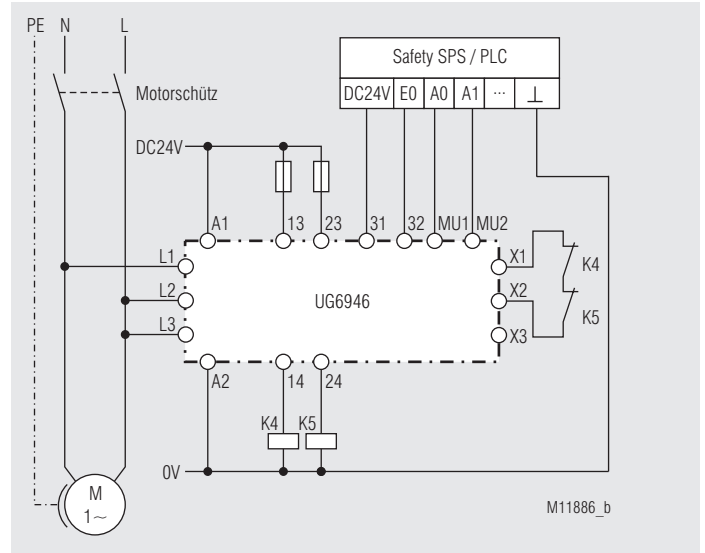 PE N L
Safety SPS / PLC
DC24V E0 A0 A1 ... ⊥
Motorschütz
DC24V
A1 13 23 31 32 MU1 MU2
L1 X1
K4
L2 X2
UG6946
K5
L3 X3
A2 14 24
K4 K5
0V
M
1~
M11886_b